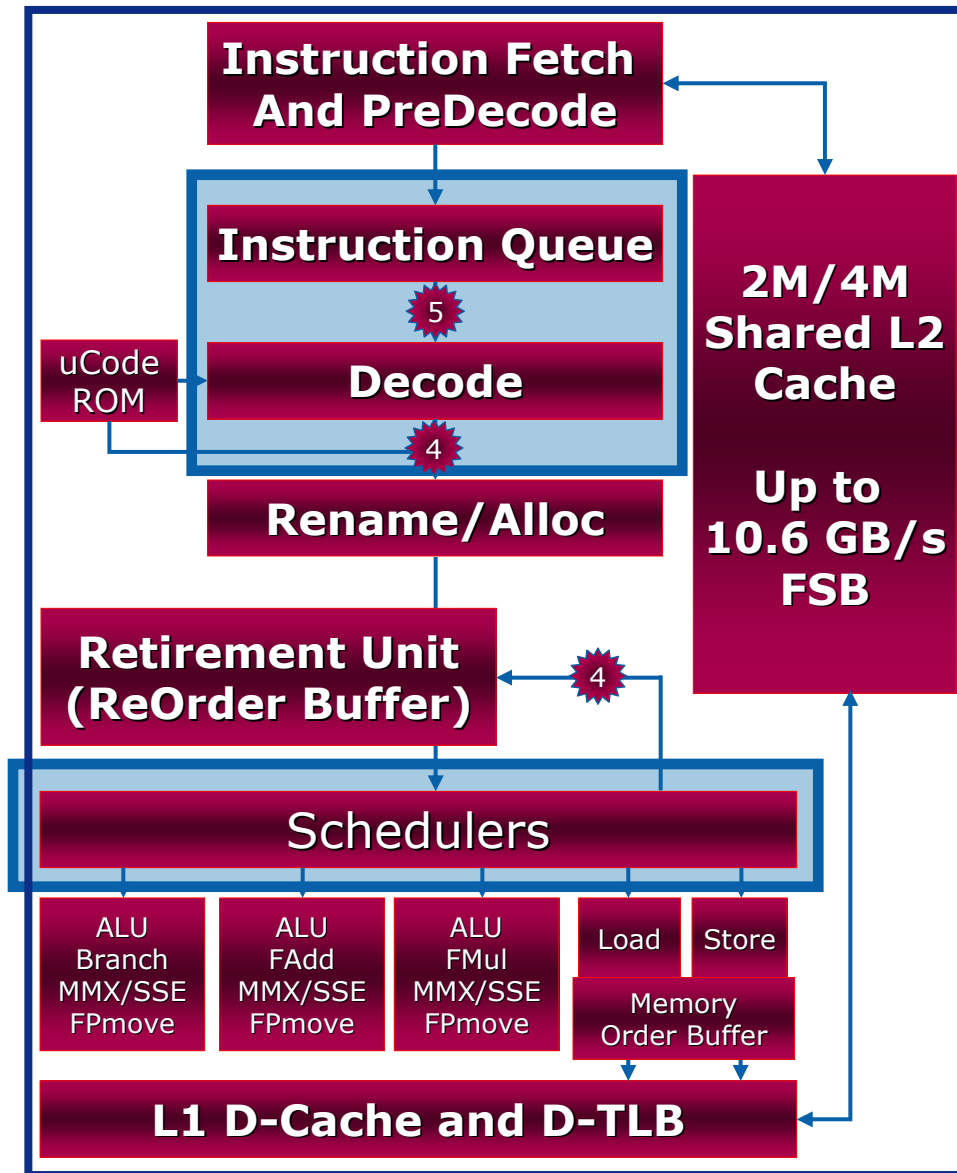 Instruction Fetch
And PreDecode
Instruction Queue
5
uCode
ROM
Decode
4
Rename/Alloc
2M/4M
Shared L2
Cache
Up to
10.6 GB/s
FSB
Retirement Unit
(ReOrder Buffer)
4
Schedulers
ALU
Branch
MMX/SSE
FPmove
ALU
FAdd
MMX/SSE
FPmove
ALU
FMul
MMX/SSE
FPmove
Load
Store
Memory
Order Buffer
L1 D-Cache and D-TLB